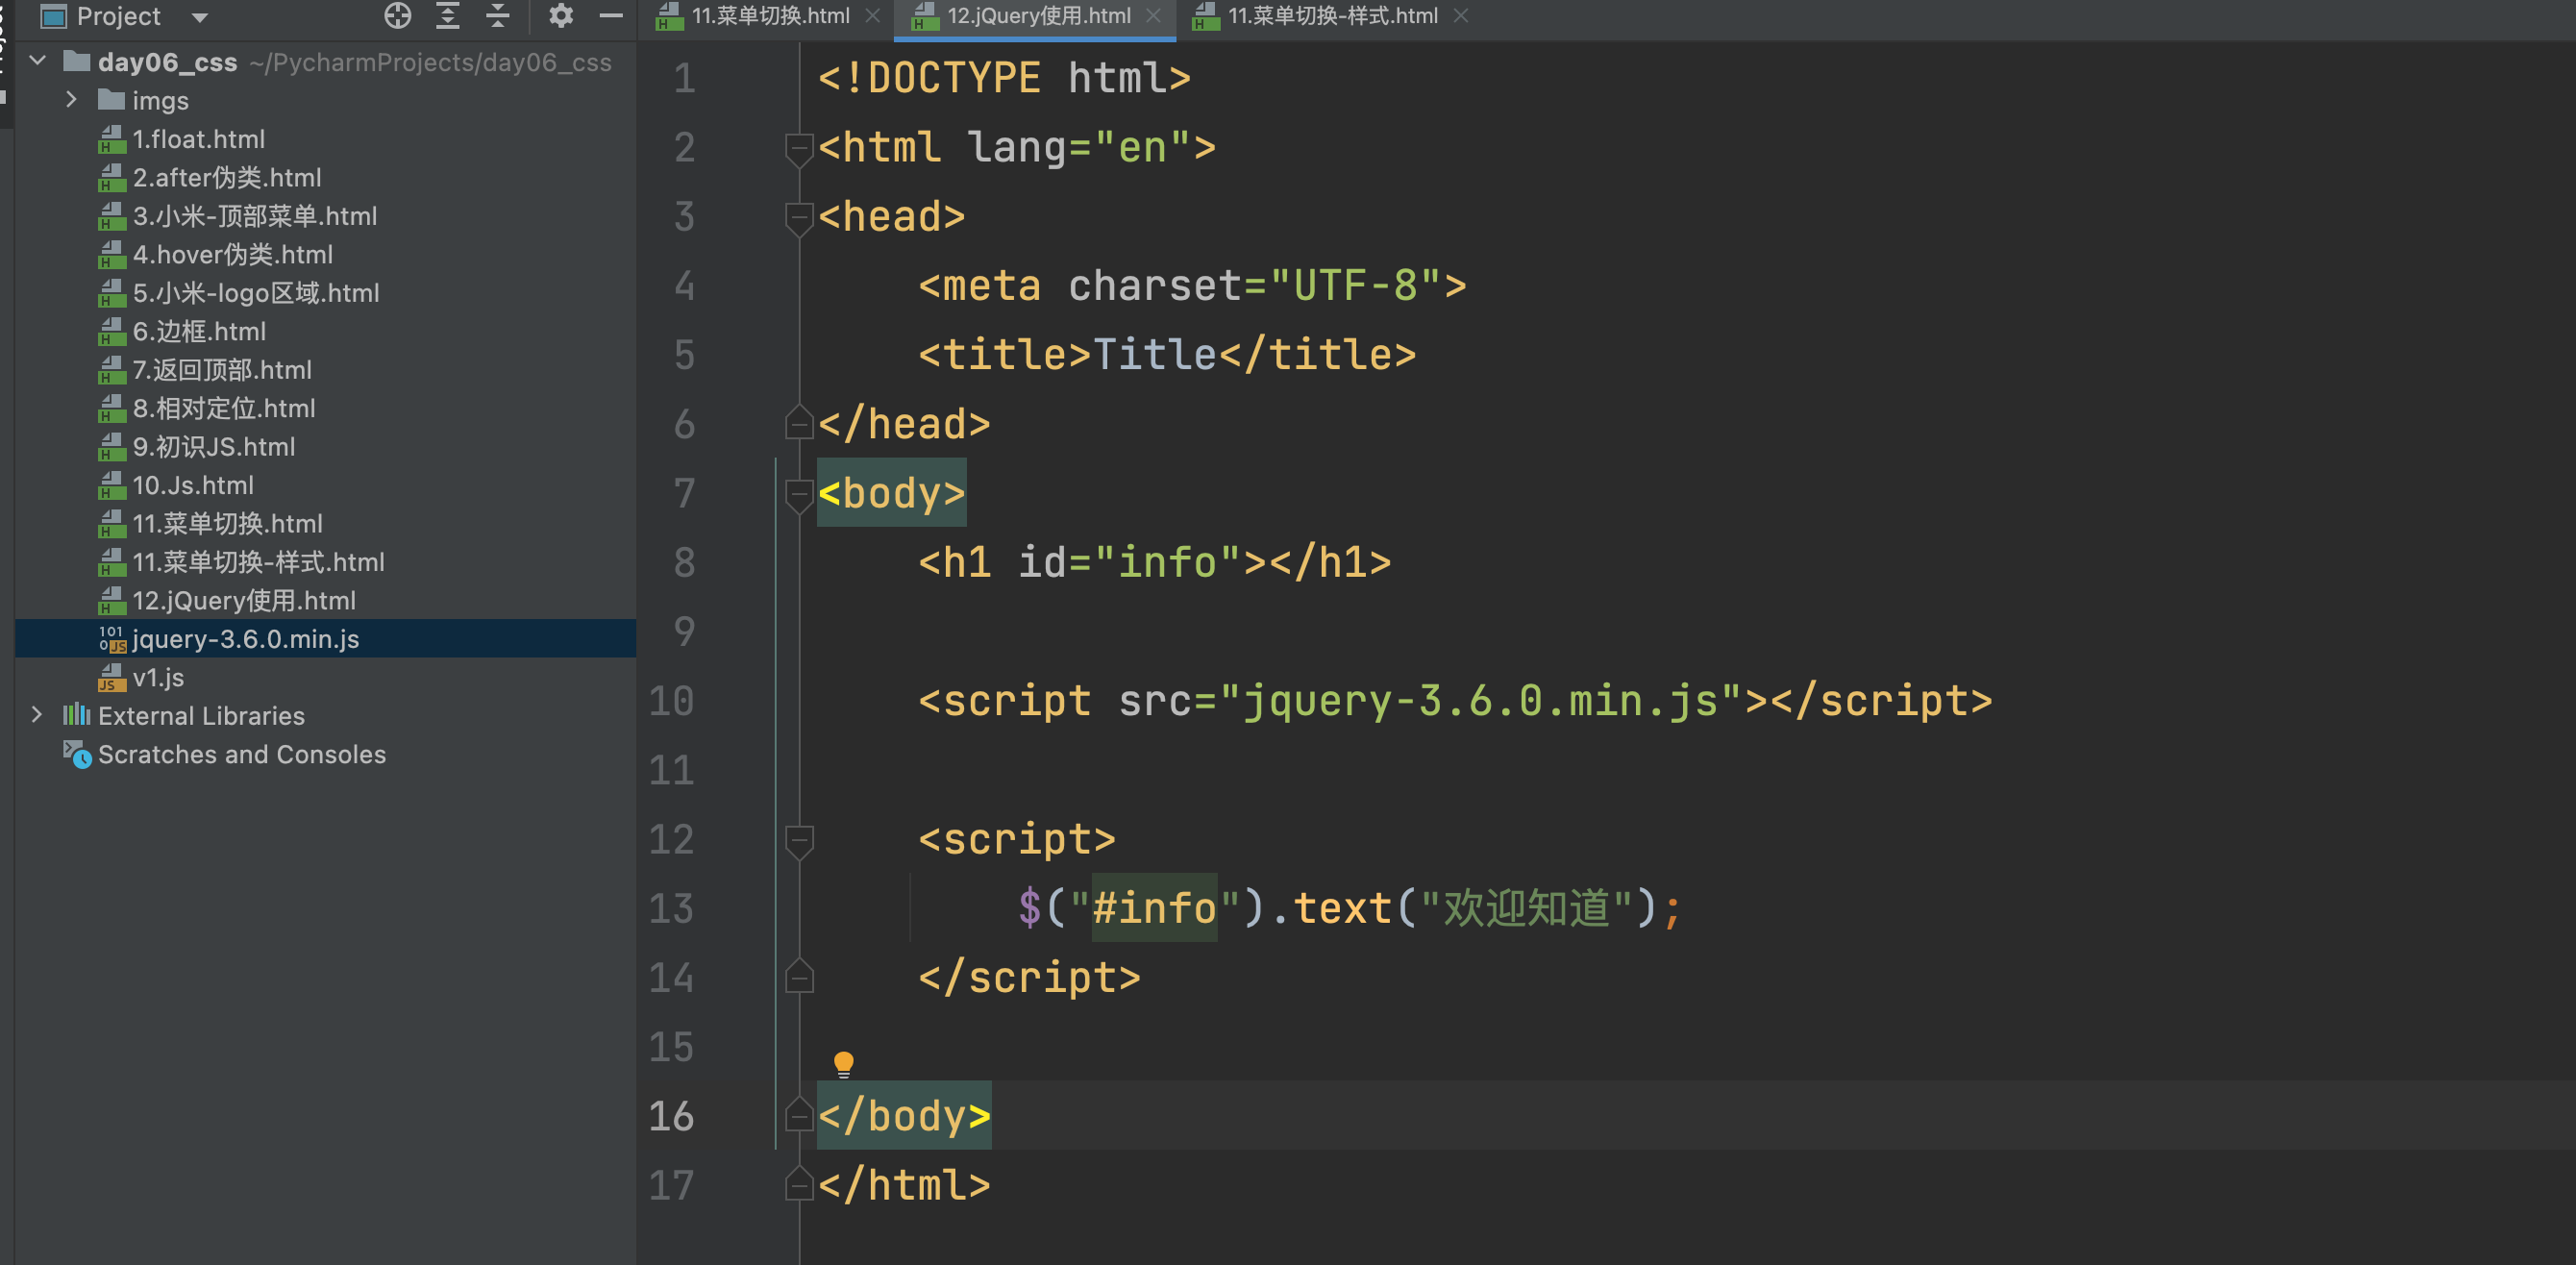 Project
day06_css ~/PycharmProjects/day06_css
imgs
1.float.html
2.after伪类.html
3.小米-顶部菜单.html
4.hover伪类.html
5.小米-logo区域.html
6.边框.html
7.返回顶部.html
8.相对定位.html
9.初识JS.html
10.Js.html
11.菜单切换.html
11.菜单切换-样式.html
12.jQuery使用.html
jquery-3.6.0.min.js
v1.js
External Libraries
Scratches and Consoles
11.菜单切换.html 12.jQuery使用.html 11.菜单切换-样式.html
1 <!DOCTYPE html>
2 <html lang="en">
3 <head>
4 <meta charset="UTF-8">
5 <title>Title</title>
6 </head>
7 <body>
8 <h1 id="info"></h1>
9
10 <script src="jquery-3.6.0.min.js"></script>
11
12 <script>
13 $("#info").text("欢迎知道");
14 </script>
15
16 </body>
17 </html>